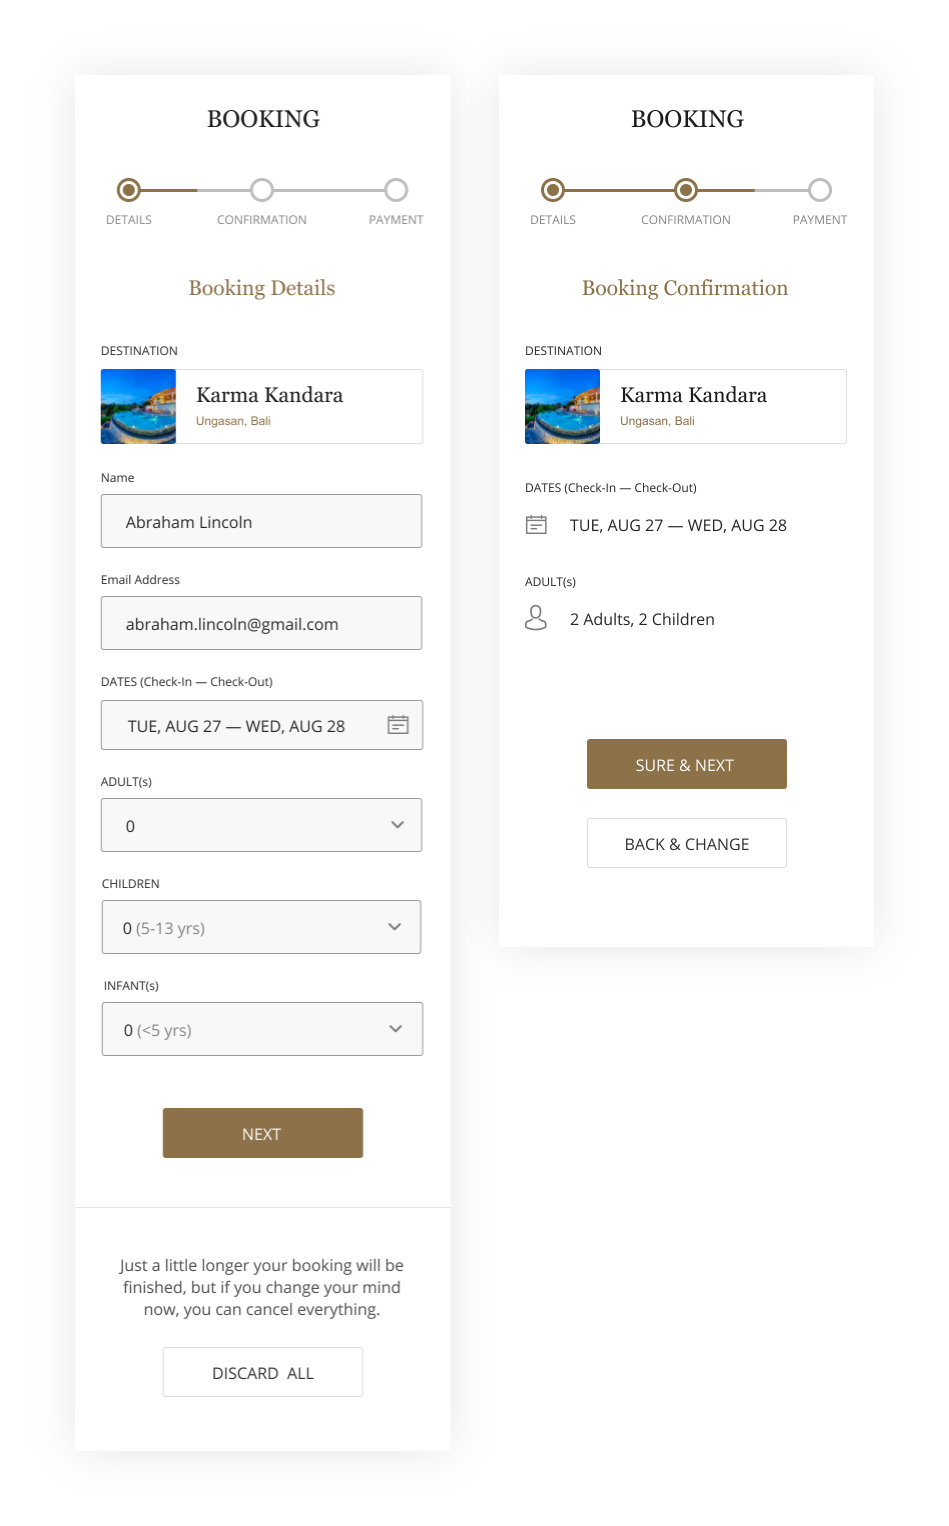 BOOKING
DETAILS
CONFIRMATION
PAYMENT
Booking Details
DESTINATION
Karma Kandara
Ungasan, Bali
Name
Abraham Lincoln
Email Address
abraham.lincoln@gmail.com
DATES (Check-In — Check-Out)
TUE, AUG 27 — WED, AUG 28
ADULT(s)
0
CHILDREN
0 (5-13 yrs)
INFANT(s)
0 (<5 yrs)
NEXT
Just a little longer your booking will be
finished, but if you change your mind
now, you can cancel everything.
DISCARD ALL
BOOKING
DETAILS
CONFIRMATION
PAYMENT
Booking Confirmation
DESTINATION
Karma Kandara
Ungasan, Bali
DATES (Check-In — Check-Out)
TUE, AUG 27 — WED, AUG 28
ADULT(s)
2 Adults, 2 Children
SURE & NEXT
BACK & CHANGE